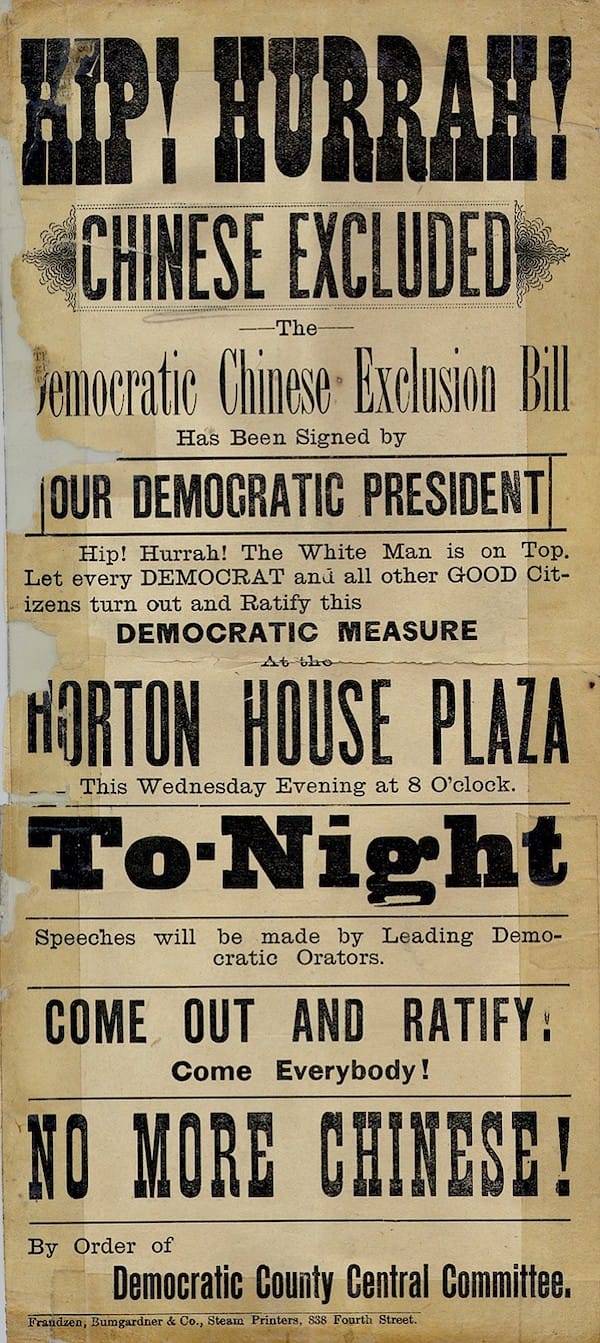 HIP! HURRAH!
CHINESE EXCLUDED
The
Democratic Chinese Exclusion Bill
Has Been Signed by
OUR DEMOCRATIC PRESIDENT
Hip! Hurrah! The White Man is on Top.
Let every DEMOCRAT and all other GOOD Cit-
izens turn out and Ratify this
DEMOCRATIC MEASURE
At the
HORTON HOUSE PLAZA
This Wednesday Evening at 8 O'clock.
To-Night
Speeches will be made by Leading Demo-
cratic Orators.
COME OUT AND RATIFY!
Come Everybody!
NO MORE CHINESE!
By Order of
Democratic County Central Committee.
Frandzen, Bumgardner & Co., Steam Printers, 838 Fourth Street.